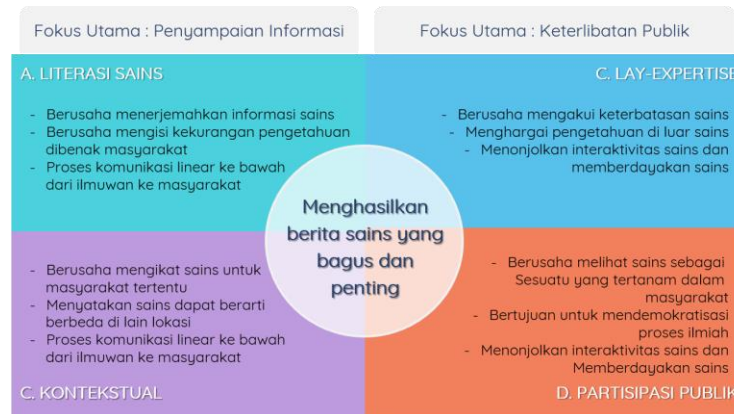 Fokus Utama : Penyampaian Informasi
Fokus Utama : Keterlibatan Publik
A. LITERASI SAINS
- Berusaha menerjemahkan informasi sains
- Berusaha mengisi kekurangan pengetahuan
dibenak masyarakat
- Proses komunikasi linear ke bawah
dari ilmuwan ke masyarakat
C. LAY-EXPERTISE
- Berusaha mengakui keterbatasan sains
- Menghargai pengetahuan di luar sains
- Menonjolkan interaktivitas sains dan
memberdayakan sains
Menghasilkan
berita sains yang
bagus dan
penting
- Berusaha mengikat sains untuk
masyarakat tertentu
- Menyatakan sains dapat berarti
berbeda di lain lokasi
- Proses komunikasi linear ke bawah
dari ilmuwan ke masyarakat
C. KONTEKSTUAL
- Berusaha melihat sains sebagai
Sesuatu yang tertanam dalam
masyarakat
- Bertujuan untuk mendemokratisasi
proses ilmiah
- Menonjolkan interaktivitas sains dan
Memberdayakan sains
D. PARTISIPASI PUBLIK